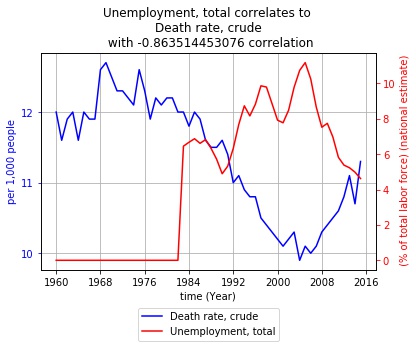 Unemployment, total correlates to
Death rate, crude
with -0.863514453076 correlation
per 1,000 people
12
11
10
(% of total labor force) (national estimate)
10
8
6
4
2
0
1960 1968 1976 1984 1992 2000 2008 2016
time (Year)
Death rate, crude
Unemployment, total